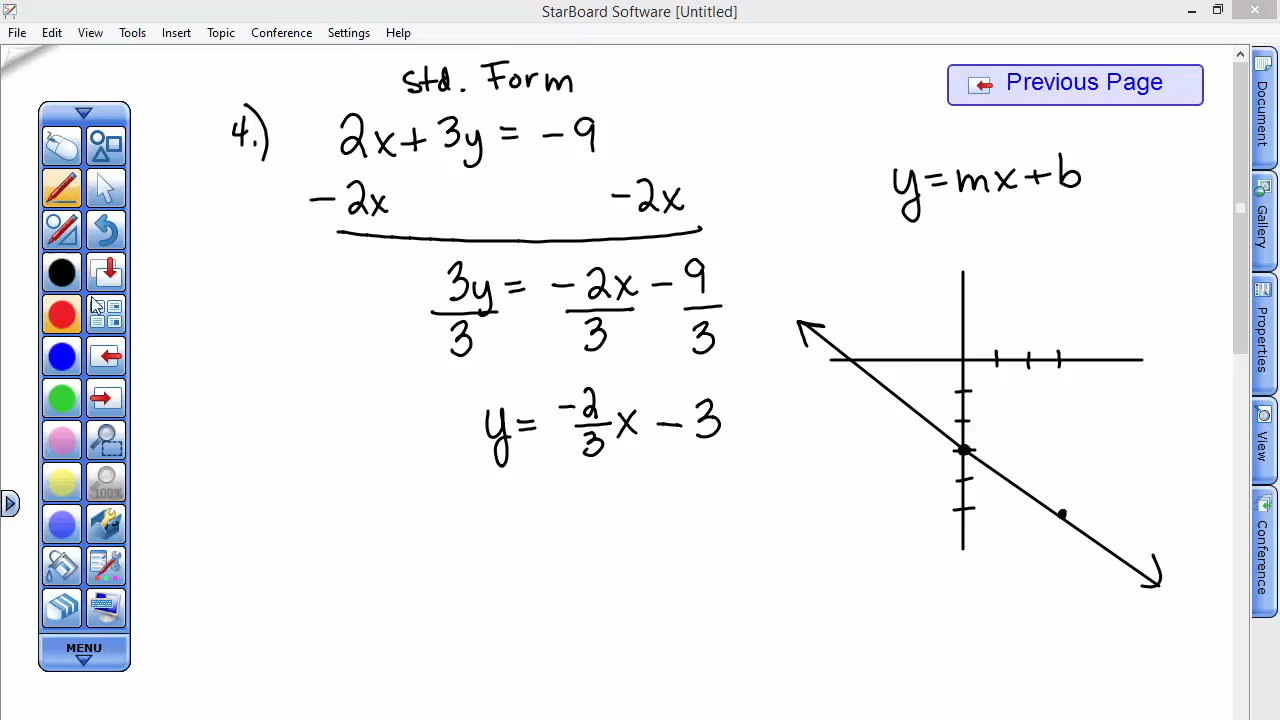 StarBoard Software [Untitled]
File Edit View Tools Insert Topic Conference Settings Help
Previous Page
std. Form
4.) 2x + 3y = -9
-2x -2x
3y = -2x - 9
3 3 3
y = -2/3 x - 3
y = mx + b
MENU
100%
Document
Gallery
Properties
View
Conference